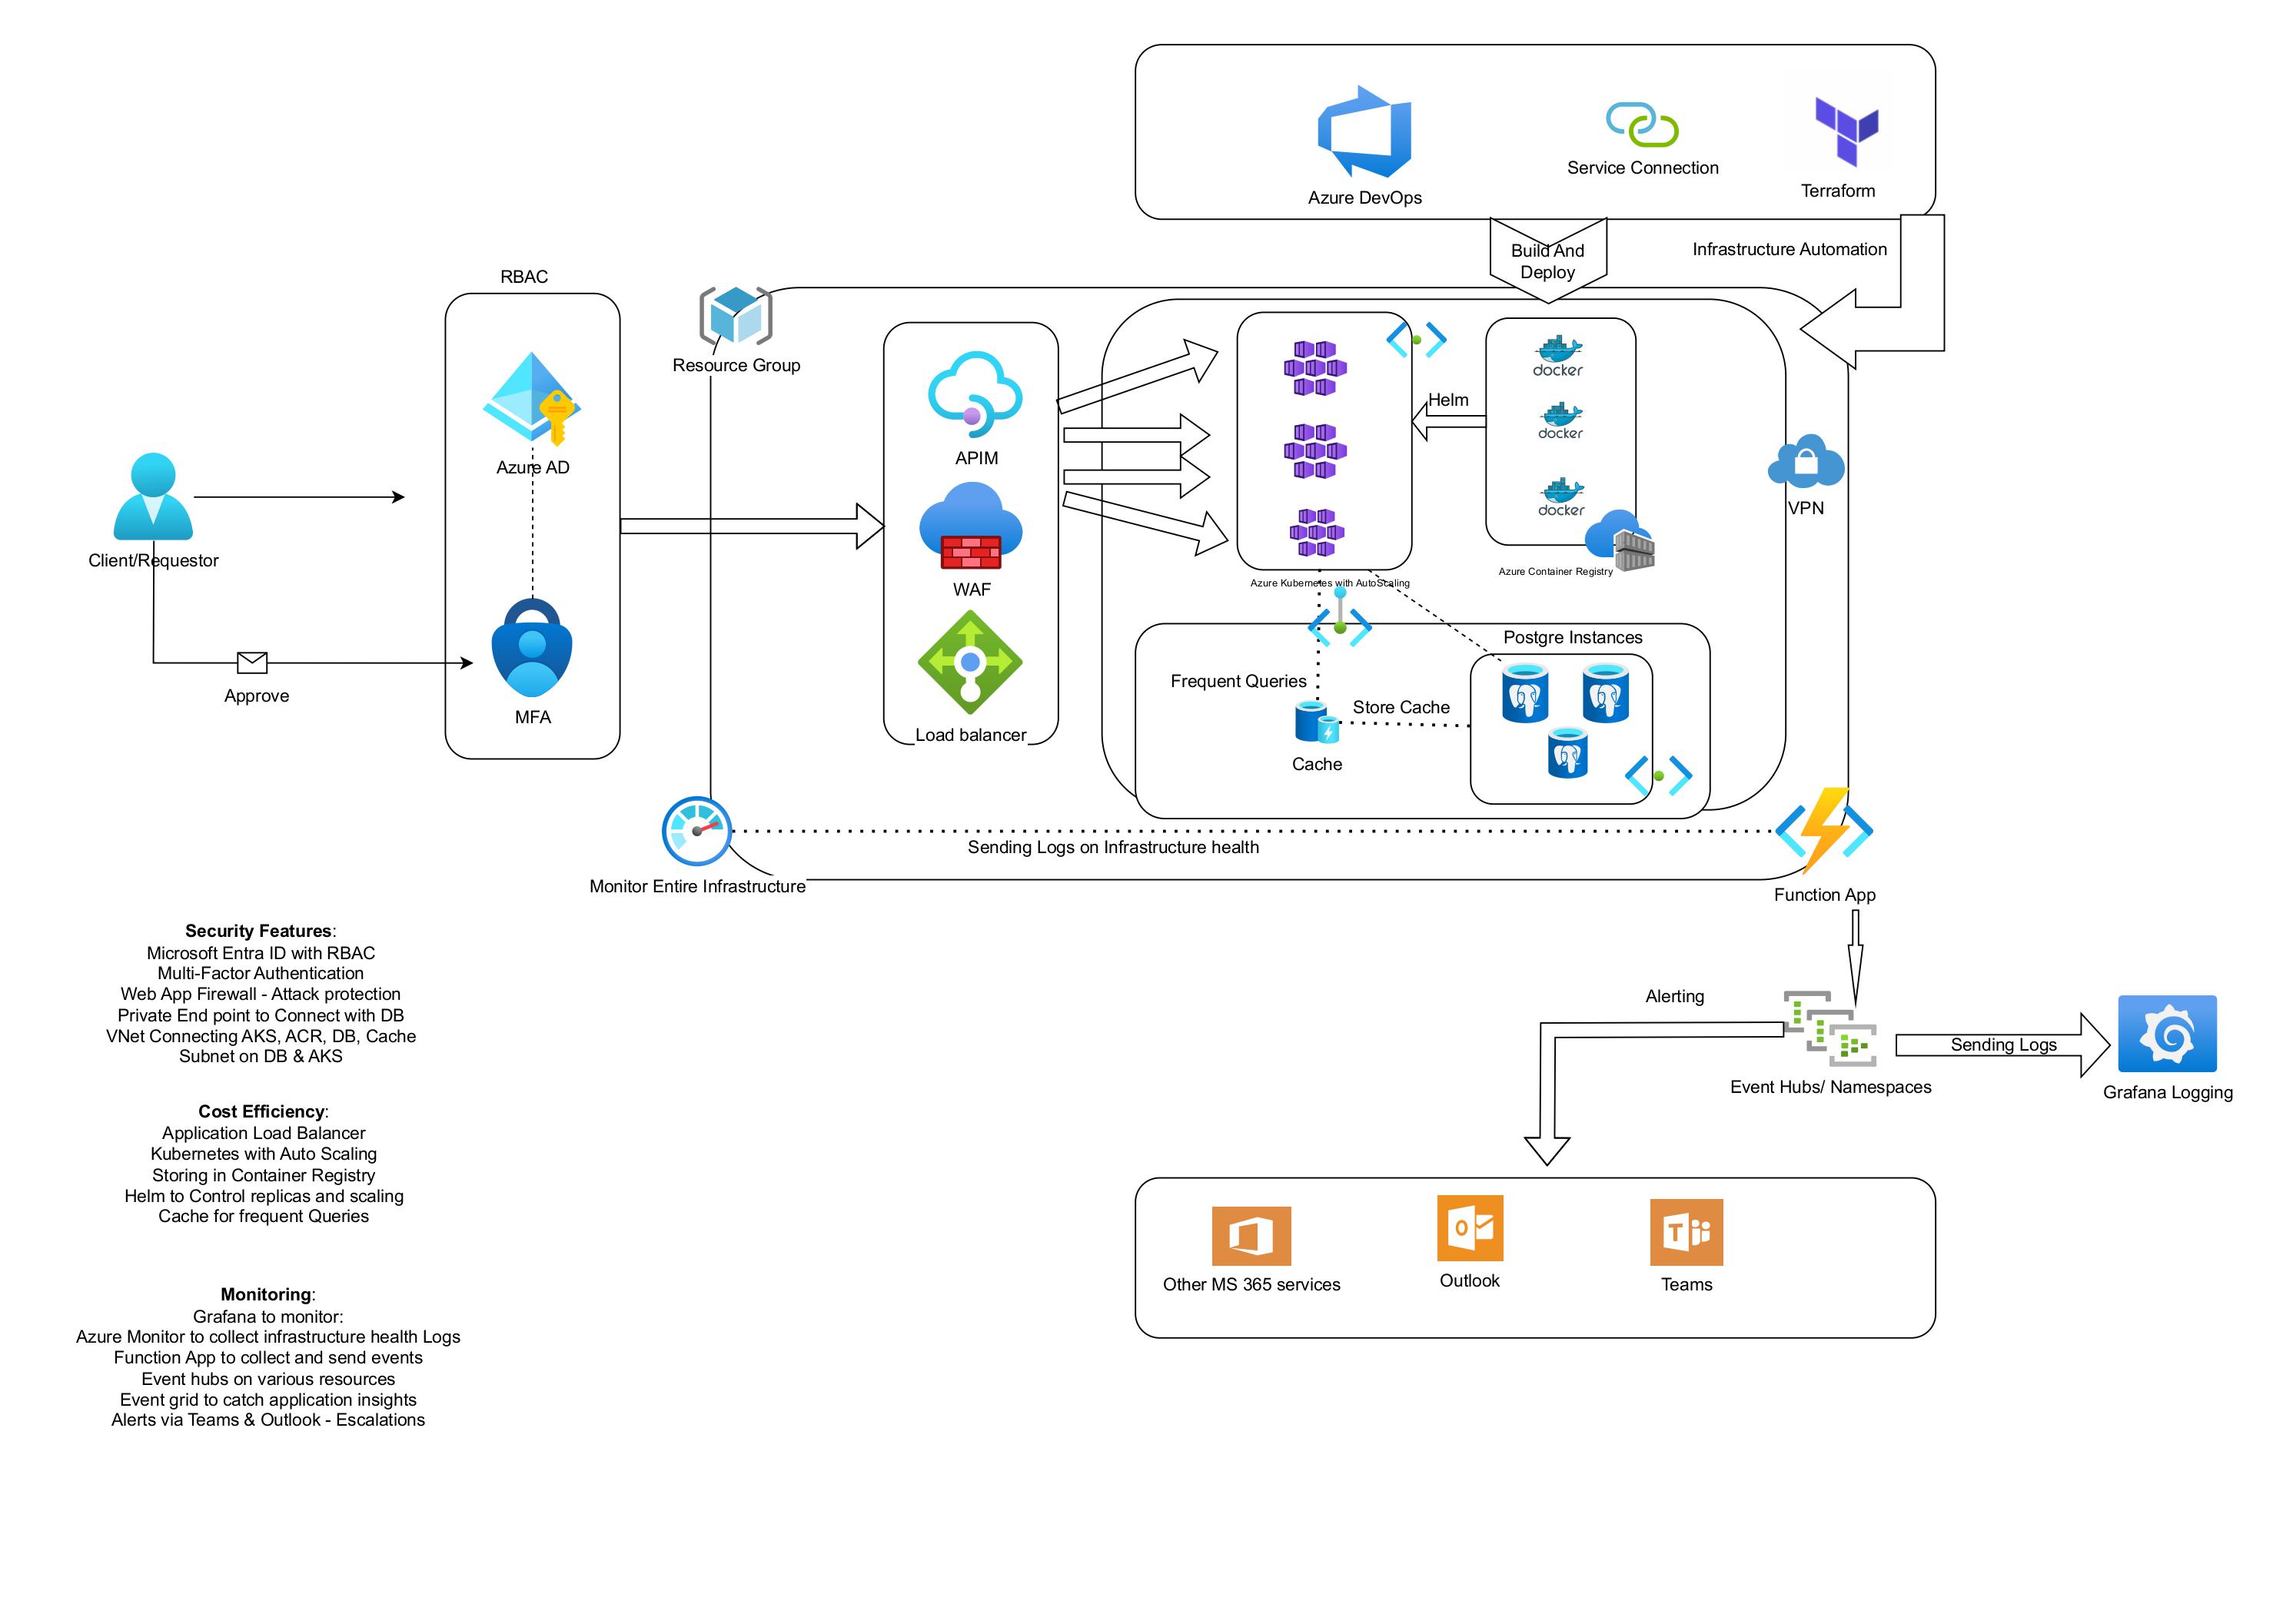 Azure DevOps
Service Connection
Terraform
Build And
Deploy
Infrastructure Automation
RBAC
Resource Group
Azure AD
Client/Requestor
Approve
MFA
APIM
WAF
Load balancer
docker
docker
docker
Helm
Azure Kubernetes with AutoScaling
Azure Container Registry
VPN
Postgre Instances
Frequent Queries
Store Cache
Cache
Sending Logs on Infrastructure health
Monitor Entire Infrastructure
Function App
Security Features:
Microsoft Entra ID with RBAC
Multi-Factor Authentication
Web App Firewall - Attack protection
Private End point to Connect with DB
VNet Connecting AKS, ACR, DB, Cache
Subnet on DB & AKS
Alerting
Sending Logs
Event Hubs/ Namespaces
Grafana Logging
Cost Efficiency:
Application Load Balancer
Kubernetes with Auto Scaling
Storing in Container Registry
Helm to Control replicas and scaling
Cache for frequent Queries
Other MS 365 services
Outlook
Teams
Monitoring:
Grafana to monitor:
Azure Monitor to collect infrastructure health Logs
Function App to collect and send events
Event hubs on various resources
Event grid to catch application insights
Alerts via Teams & Outlook - Escalations